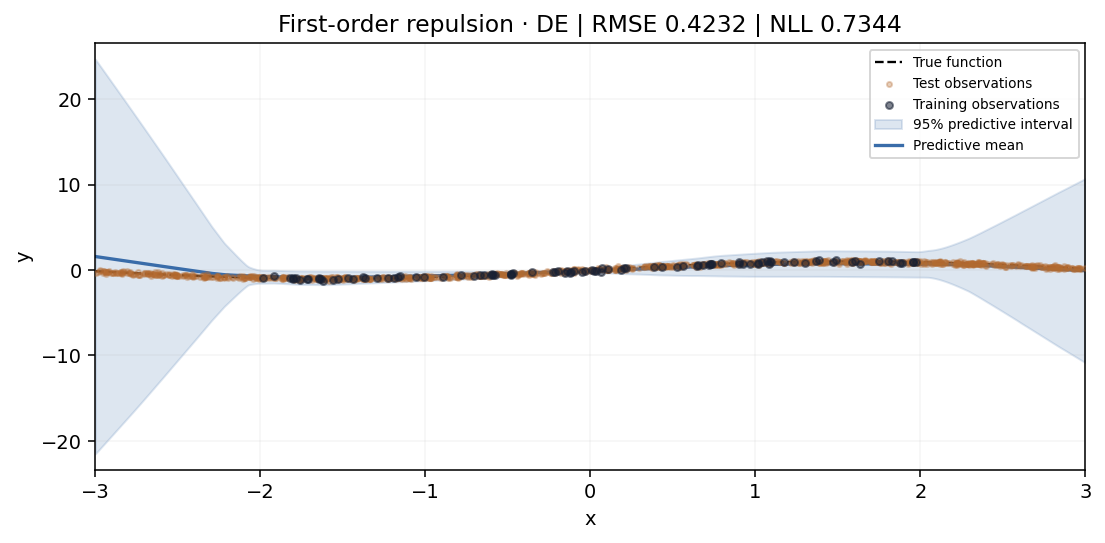 First-order repulsion · DE | RMSE 0.4232 | NLL 0.7344
True function
Test observations
Training observations
95% predictive interval
Predictive mean
20
10
0
−10
−20
y
−3
−2
−1
0
1
2
3
x